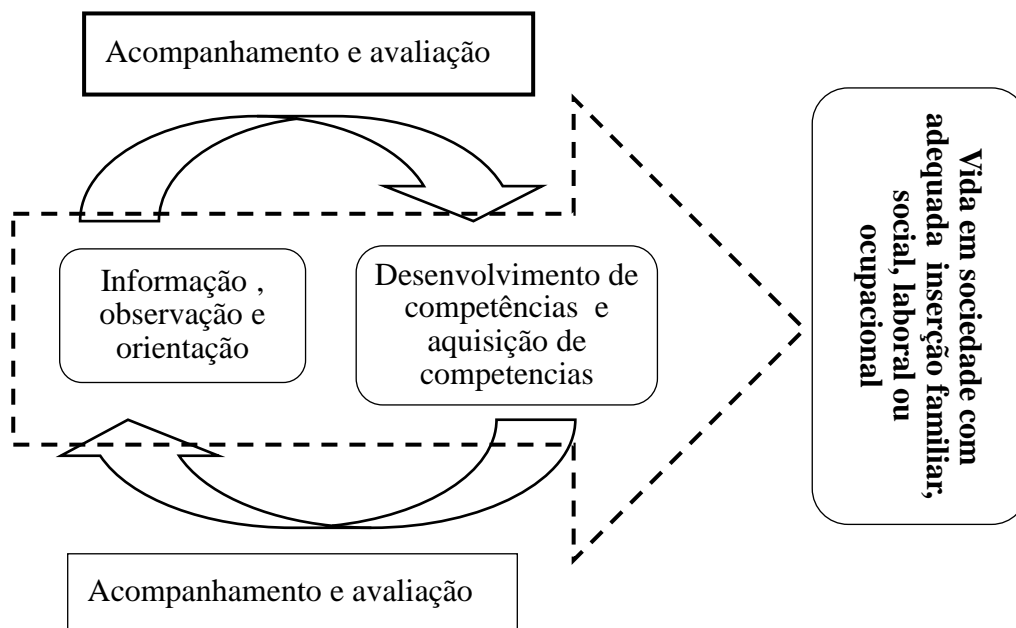 Acompanhamento e avaliação
Informação ,
observação e
orientação
Desenvolvimento de
competências e
aquisição de
competencias
Vida em sociedade com
adequada inserção familiar,
social, laboral ou
ocupacional
Acompanhamento e avaliação